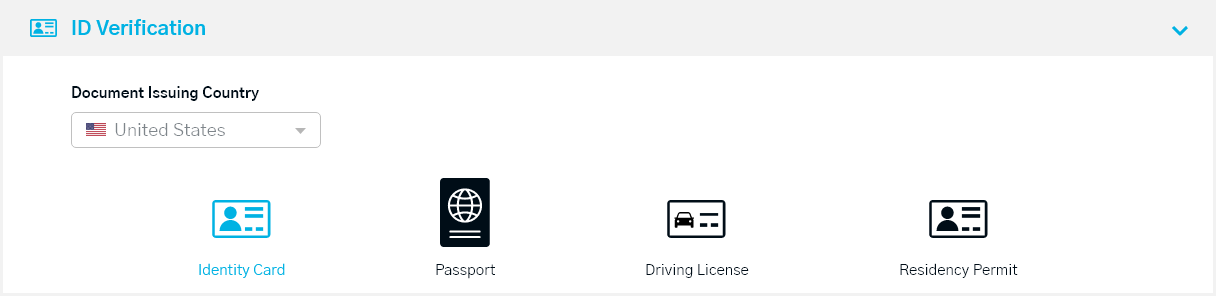 ID Verification
Document Issuing Country
United States
Identity Card
Passport
Driving License
Residency Permit